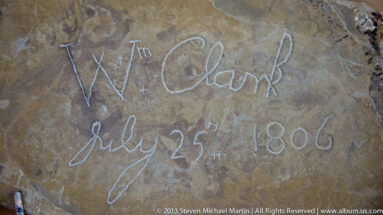 Wm Clark
July 25th 1806
© 2013 Steven Michael Martin | All Rights Reserved | www.album.us.com